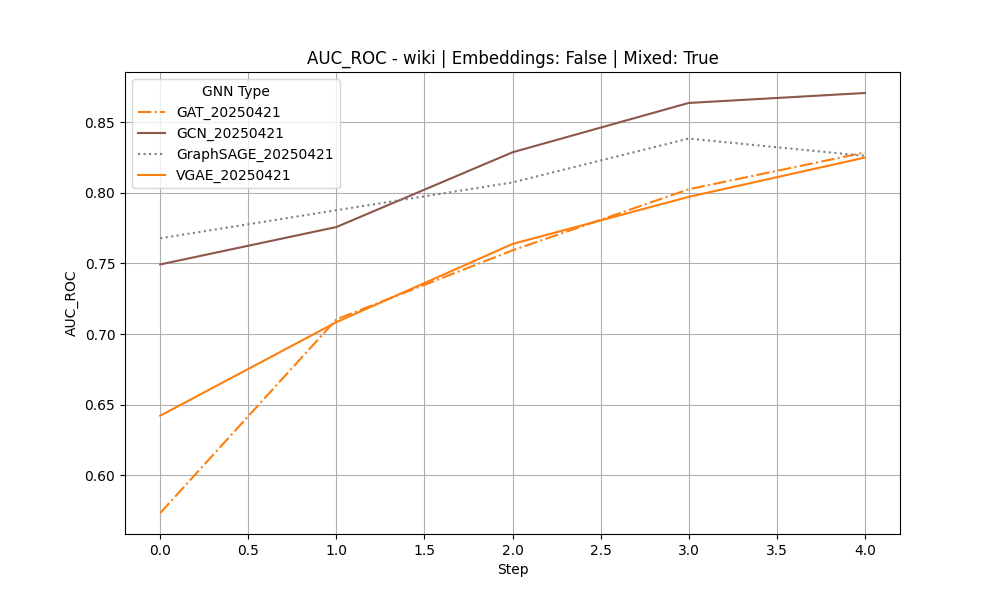 AUC_ROC - wiki | Embeddings: False | Mixed: True
GNN Type
GAT_20250421
GCN_20250421
GraphSAGE_20250421
VGAE_20250421
AUC_ROC
0.85
0.80
0.75
0.70
0.65
0.60
0.0 0.5 1.0 1.5 2.0 2.5 3.0 3.5 4.0
Step